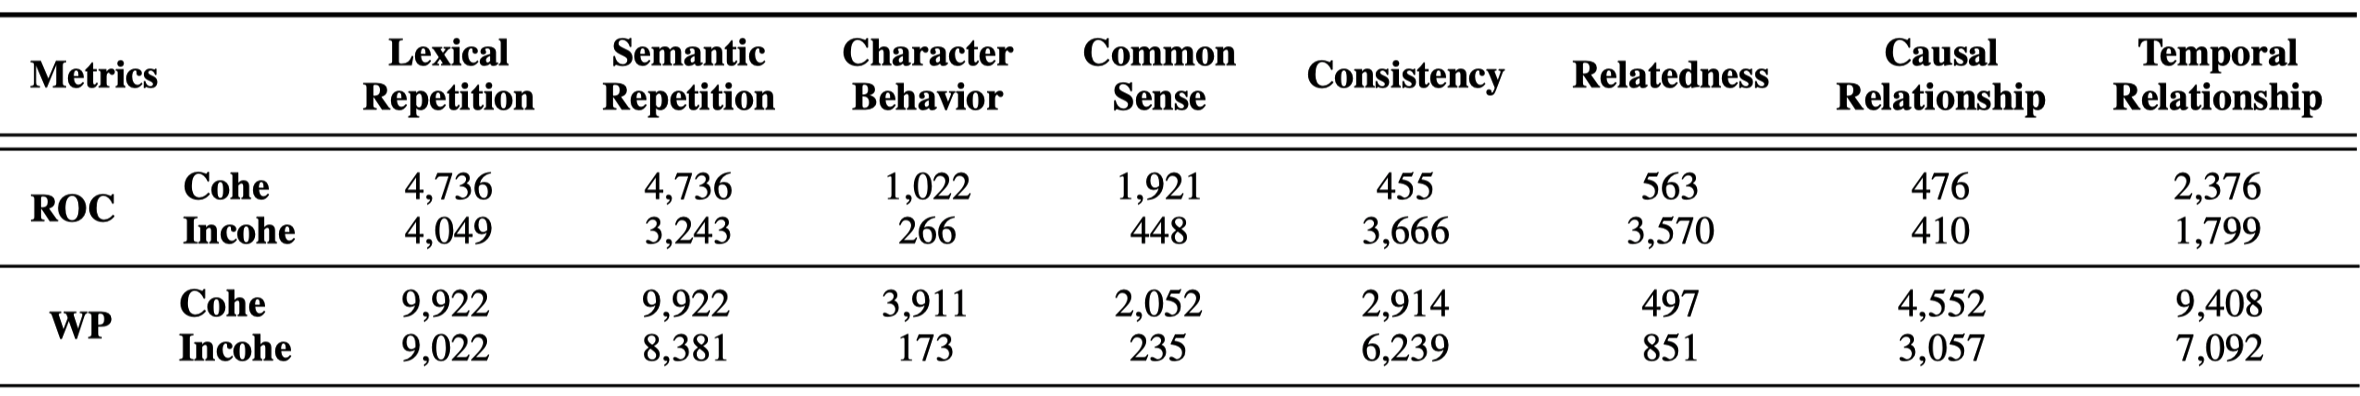 Metrics Lexical Repetition Semantic Repetition Character Behavior Common Sense Consistency Relatedness Causal Relationship Temporal Relationship
ROC Cohe 4,736 4,736 1,022 1,921 455 563 476 2,376
Incohe 4,049 3,243 266 448 3,666 3,570 410 1,799
WP Cohe 9,922 9,922 3,911 2,052 2,914 497 4,552 9,408
Incohe 9,022 8,381 173 235 6,239 851 3,057 7,092